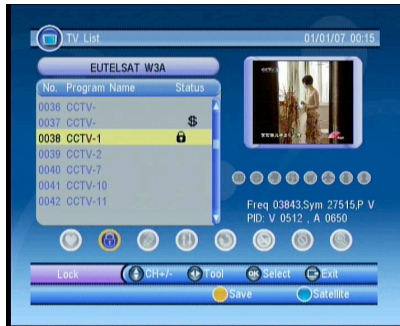 TV List
01/01/07 00:15
EUTELSAT W3A
No. Program Name Status
0036 CCTV-
0037 CCTV- $
0038 CCTV-1
0039 CCTV-2
0040 CCTV-7
0041 CCTV-10
0042 CCTV-11
Freq 03843,Sym 27515,P V
PID: V 0512 , A 0650
Lock CH+/- Tool OK Select Exit
Save Satellite